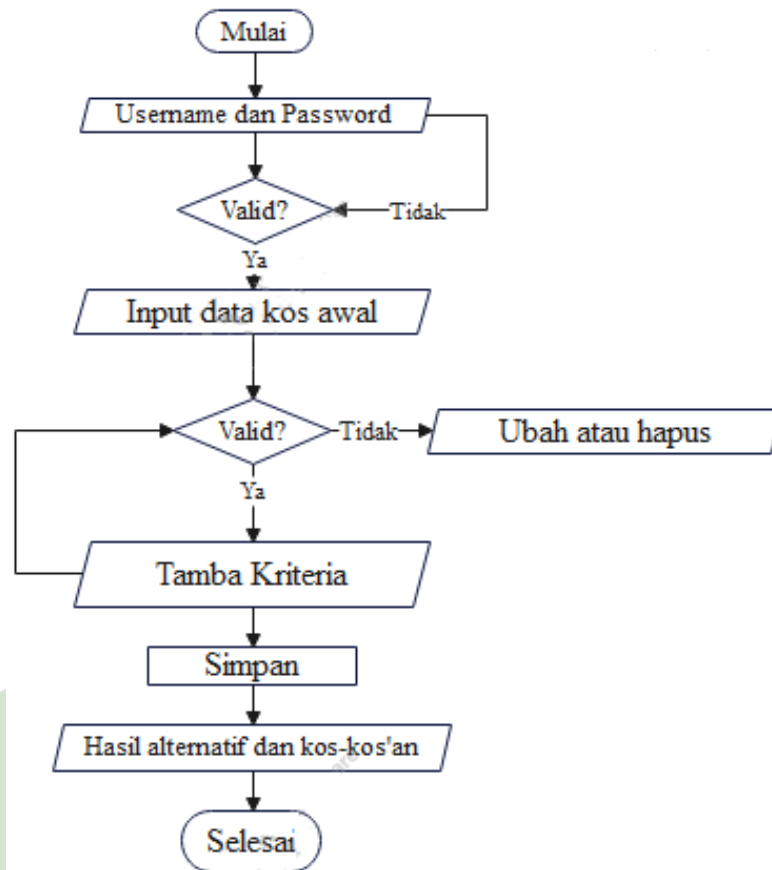 Mulai
Username dan Password
Valid?
Tidak
Ya
Input data kos awal
Valid?
Tidak
Ubah atau hapus
Ya
Tamba Kriteria
Simpan
Hasil alternatif dan kos-kos'an
Selesai